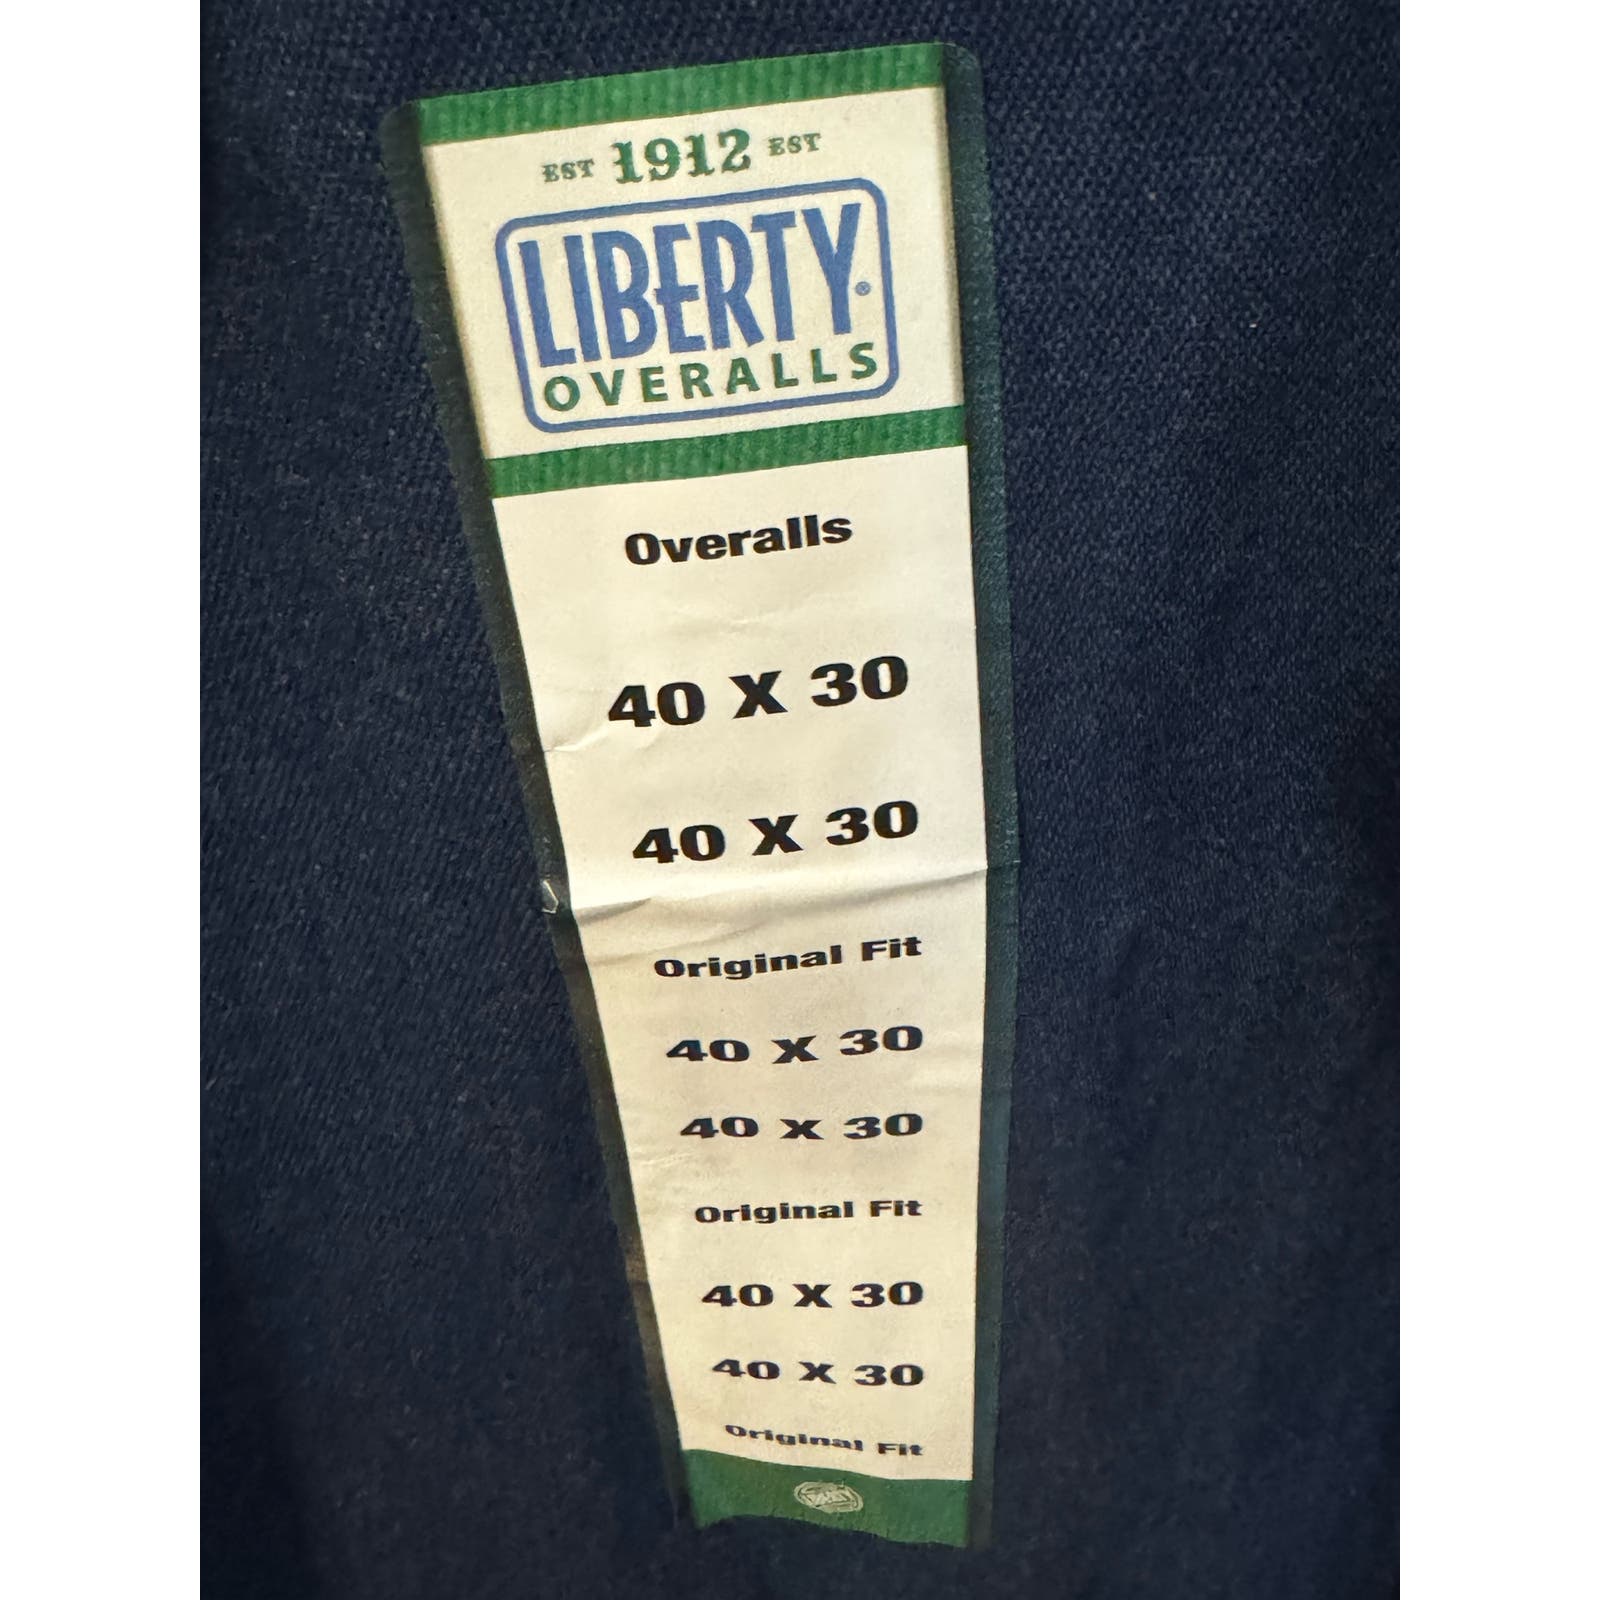 EST 1912 EST
LIBERTY®
OVERALLS
Overalls
40 X 30
40 X 30
Original Fit
40 X 30
40 X 30
Original Fit
40 X 30
40 X 30
Original Fit